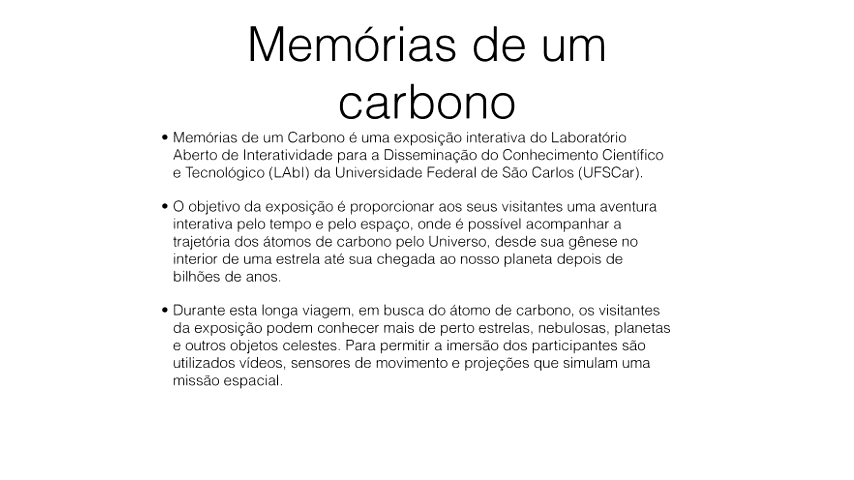 Memórias de um
carbono
• Memórias de um Carbono é uma exposição interativa do Laboratório
Aberto de Interatividade para a Disseminação do Conhecimento Científico
e Tecnológico (LAbI) da Universidade Federal de São Carlos (UFSCar).
• O objetivo da exposição é proporcionar aos seus visitantes uma aventura
interativa pelo tempo e pelo espaço, onde é possível acompanhar a
trajetória dos átomos de carbono pelo Universo, desde sua gênese no
interior de uma estrela até sua chegada ao nosso planeta depois de
bilhões de anos.
• Durante esta longa viagem, em busca do átomo de carbono, os visitantes
da exposição podem conhecer mais de perto estrelas, nebulosas, planetas
e outros objetos celestes. Para permitir a imersão dos participantes são
utilizados vídeos, sensores de movimento e projeções que simulam uma
missão espacial.